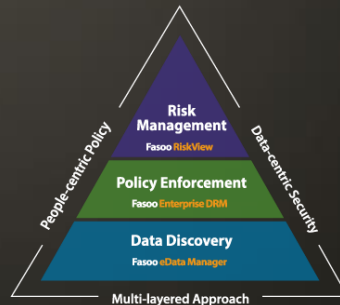 Risk
Management
Fasoo RiskView
People-centric Policy
Data-centric Security
Policy Enforcement
Fasoo Enterprise DRM
Data Discovery
Fasoo eData Manager
Multi-layered Approach